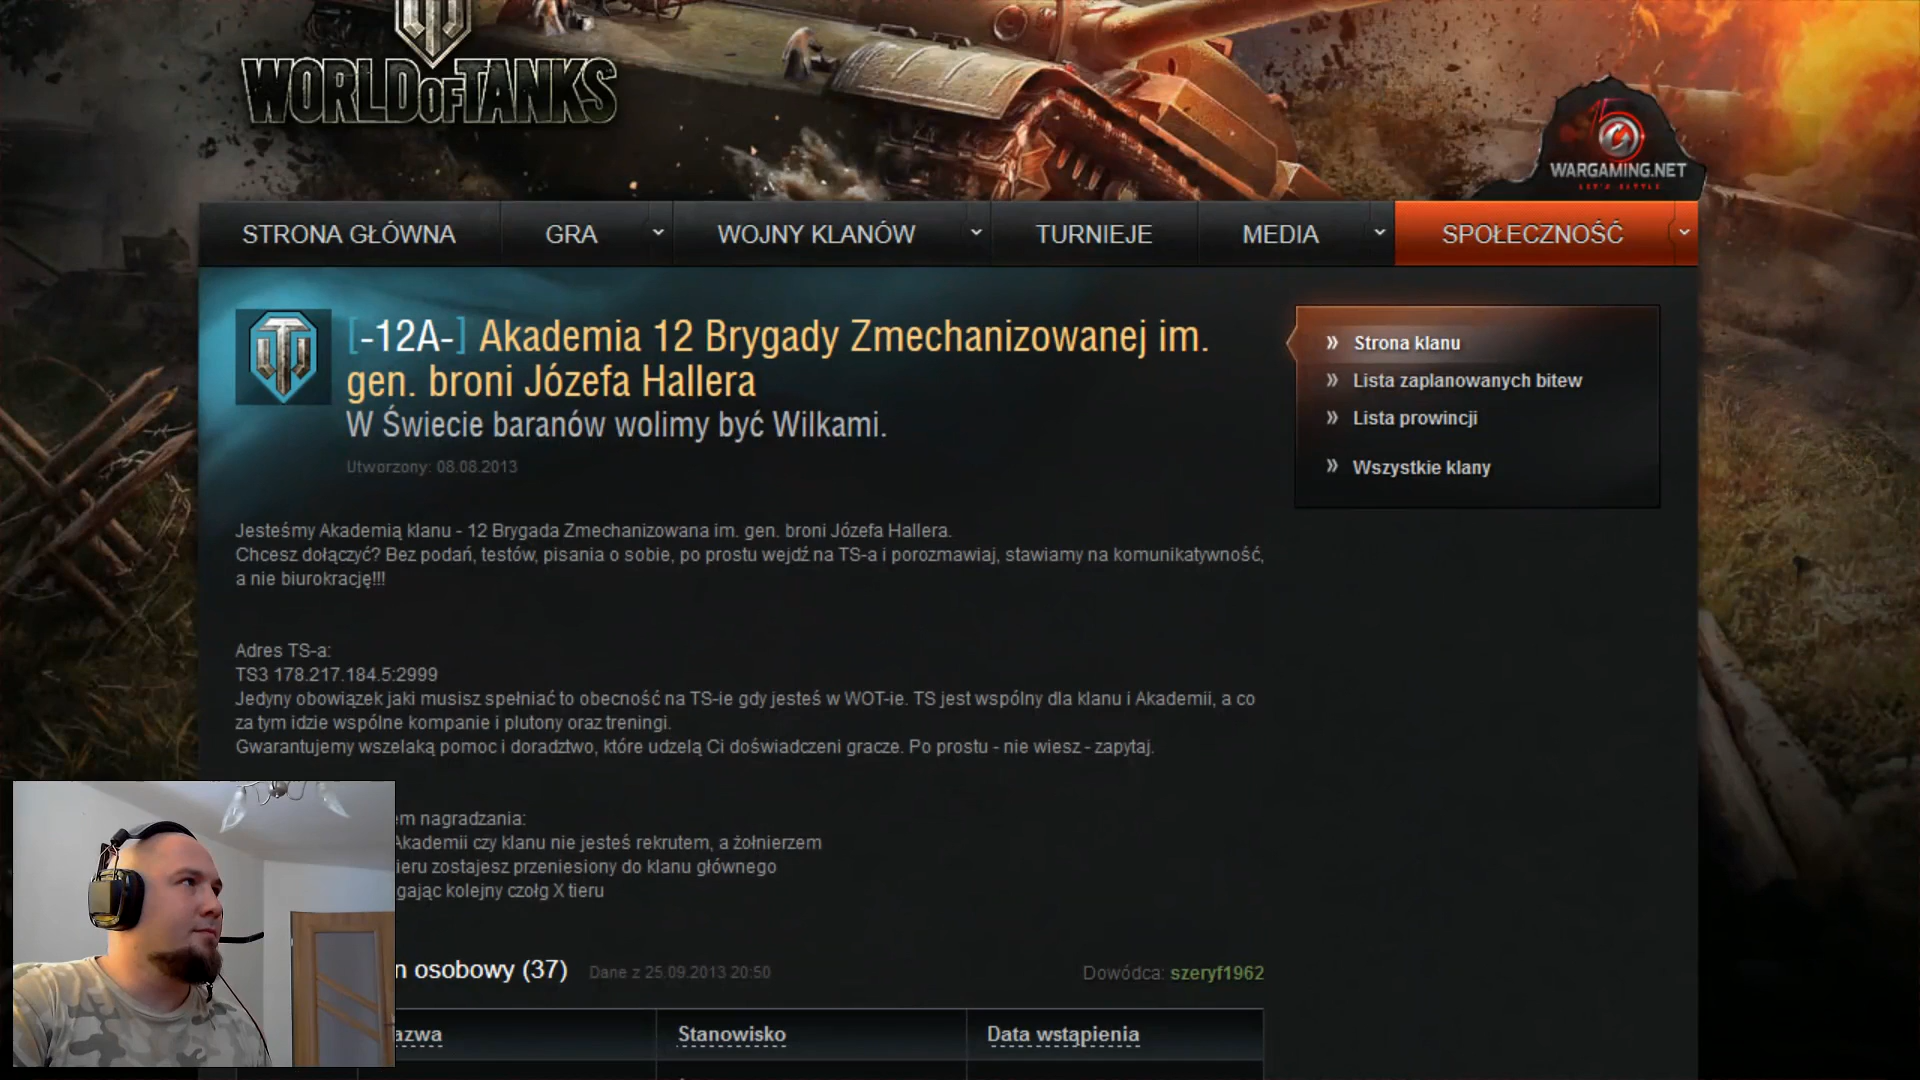 WORLD OF TANKS
WARGAMING.NET
LET'S BATTLE
STRONA GŁÓWNA
GRA
WOJNY KLANÓW
TURNIEJE
MEDIA
SPOŁECZNOŚĆ
[-12A-] Akademia 12 Brygady Zmechanizowanej im.
gen. broni Józefa Hallera
W Świecie baranów wolimy być Wilkami.
Utworzony: 08.08.2013
» Strona klanu
» Lista zaplanowanych bitew
» Lista prowincji
» Wszystkie klany
Jesteśmy Akademią klanu - 12 Brygada Zmechanizowana im. gen. broni Józefa Hallera.
Chcesz dołączyć? Bez podań, testów, pisania o sobie, po prostu wejdź na TS-a i porozmawiaj, stawiamy na komunikatywność,
a nie biurokrację!!!
Adres TS-a:
TS3 178.217.184.5:2999
Jedyny obowiązek jaki musisz spełniać to obecność na TS-ie gdy jesteś w WOT-ie. TS jest wspólny dla klanu i Akademii, a co
za tym idzie wspólne kompanie i plutony oraz treningi.
Gwarantujemy wszelaką pomoc i doradztwo, które udzelą Ci doświadczeni gracze. Po prostu - nie wiesz - zapytaj.
em nagradzania:
Akademii czy klanu nie jesteś rekrutem, a żołnierzem
ieru zostajesz przeniesiony do klanu głównego
gając kolejny czołg X tieru
n osobowy (37)
Dane z 25.09.2013 20:50
Dowódca: szeryf1962
azwa
Stanowisko
Data wstąpienia